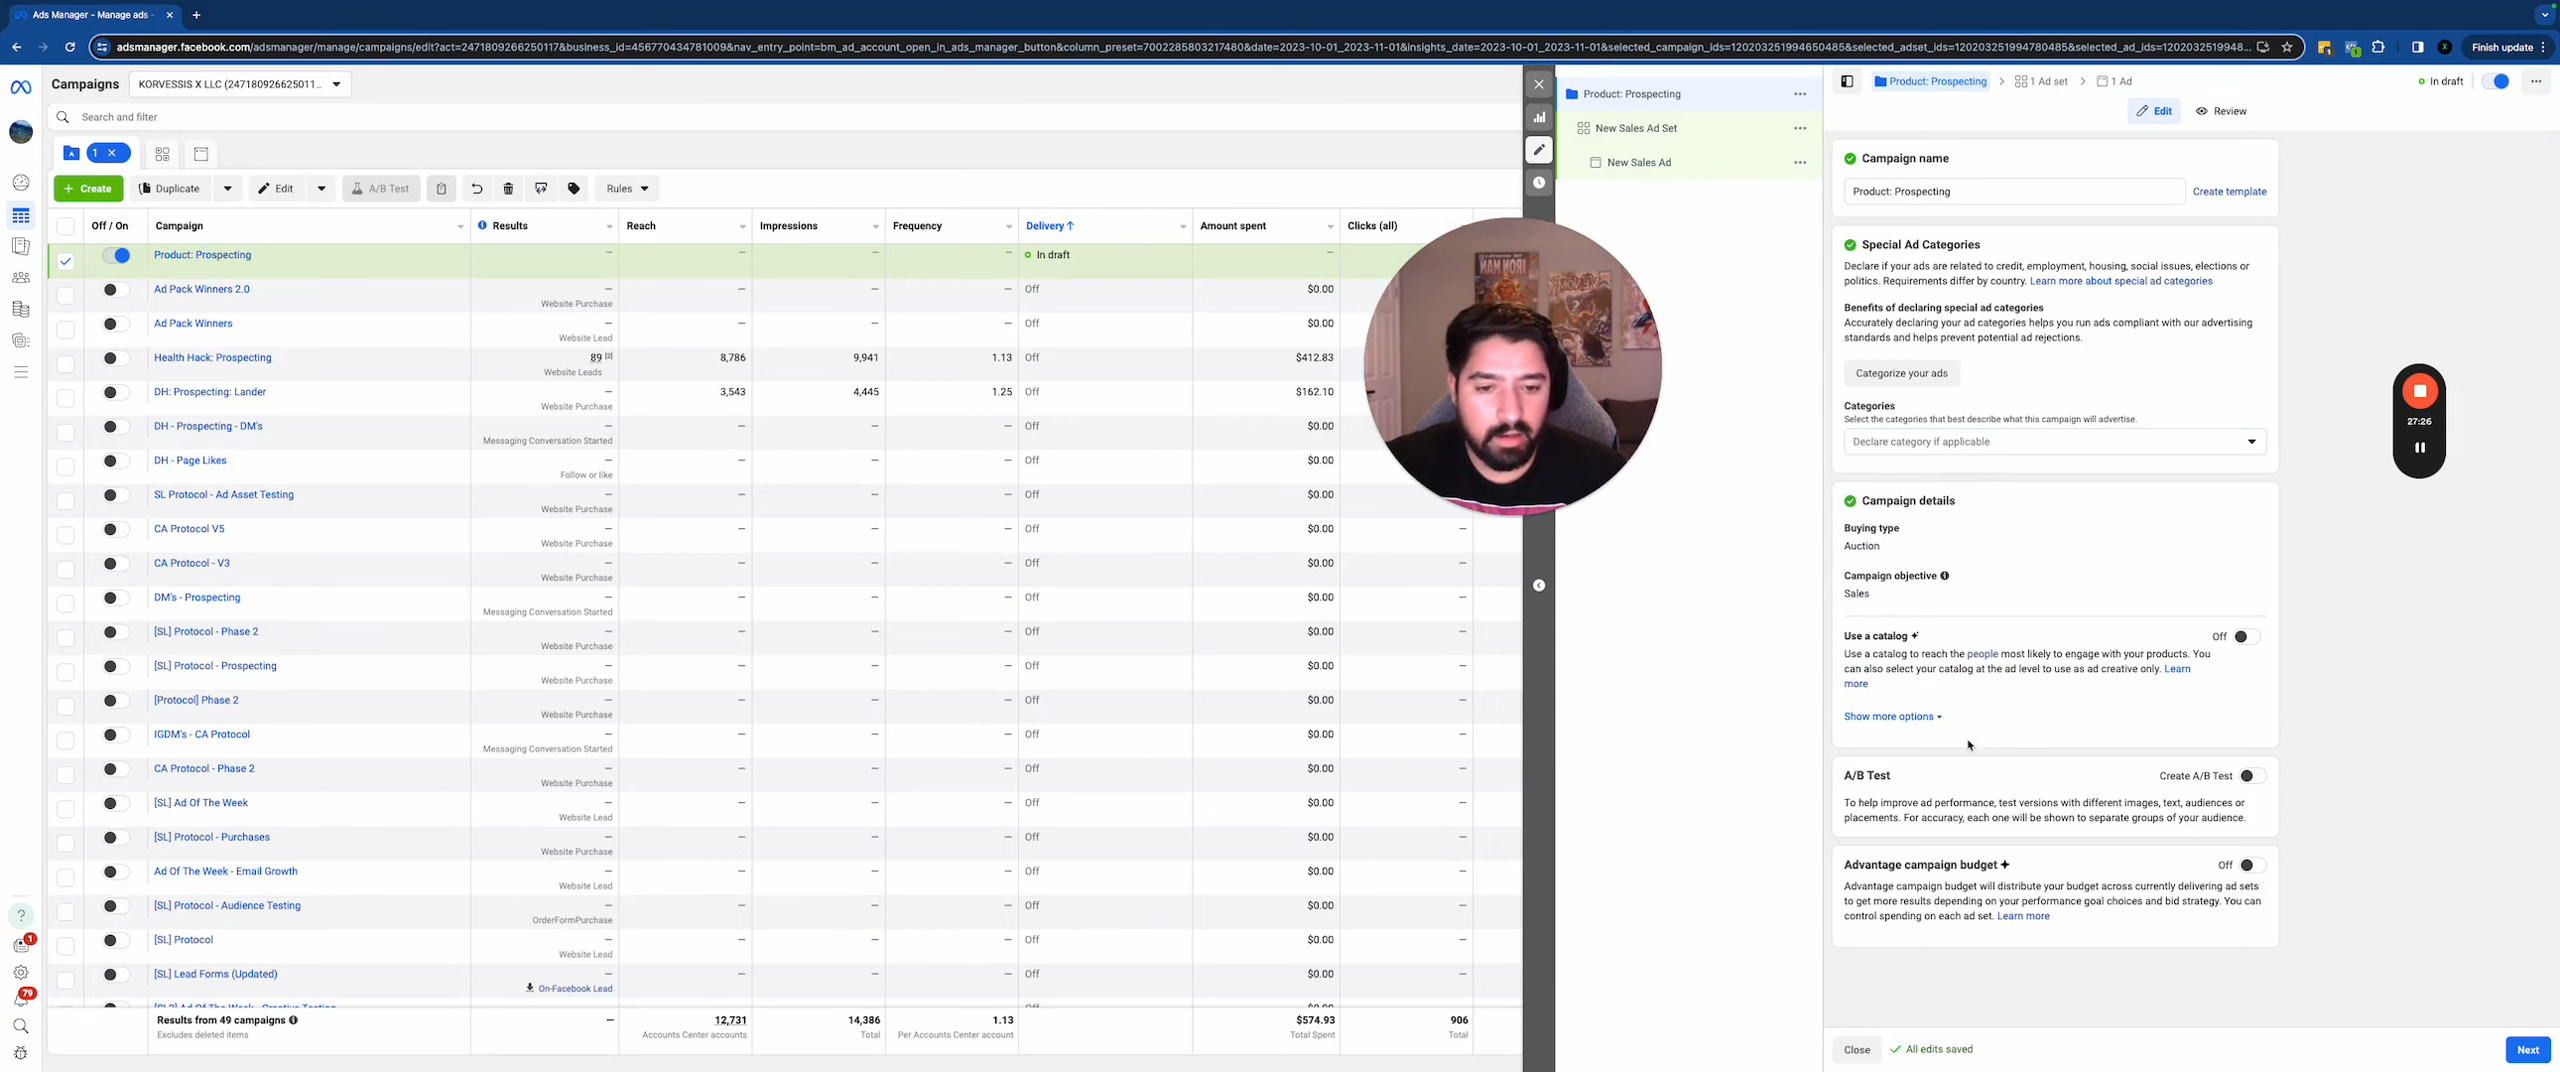 Ads Manager - Manage ads -
adsmanager.facebook.com/adsmanager/manage/campaigns/edit?act=2471809266250117&business_id=456770434781009&nav_entry_point=bm_ad_account_open_in_ads_manager_button&column_preset=7002285803217480&date=2023-10-01_2023-11-01&insights_date=2023-10-01_2023-11-01&selected_campaign_ids=120203251994650485&selected_adset_ids=120203251994780485&selected_ad_ids=1202032519948...
Finish update
Campaigns
KORVESSIS X LLC (24718092662501 1...
Search and filter
1
Create
Duplicate
Edit
A/B Test
Rules
Off / On
Campaign
Results
Reach
Impressions
Frequency
Delivery ↑
Amount spent
Clicks (all)
Product: Prospecting
—
—
—
—
In draft
—
Ad Pack Winners 2.0
—
Website Purchase
—
—
—
Off
$0.00
Ad Pack Winners
—
Website Lead
—
—
—
Off
$0.00
Health Hack: Prospecting
89 [2]
Website Leads
8,786
9,941
1.13
Off
$412.83
DH: Prospecting: Lander
—
Website Purchase
3,543
4,445
1.25
Off
$162.10
DH - Prospecting - DM's
—
Messaging Conversation Started
—
—
—
Off
$0.00
DH - Page Likes
—
Follow or like
—
—
—
Off
$0.00
SL Protocol - Ad Asset Testing
—
Website Purchase
—
—
—
Off
$0.00
CA Protocol V5
—
Website Purchase
—
—
—
Off
$0.00
—
CA Protocol - V3
—
Website Purchase
—
—
—
Off
$0.00
—
DM's - Prospecting
—
Messaging Conversation Started
—
—
—
Off
$0.00
—
[SL] Protocol - Phase 2
—
Website Purchase
—
—
—
Off
$0.00
—
[SL] Protocol - Prospecting
—
Website Purchase
—
—
—
Off
$0.00
—
[Protocol] Phase 2
—
Website Purchase
—
—
—
Off
$0.00
—
IGDM's - CA Protocol
—
Messaging Conversation Started
—
—
—
Off
$0.00
—
CA Protocol - Phase 2
—
Website Purchase
—
—
—
Off
$0.00
—
[SL] Ad Of The Week
—
Website Lead
—
—
—
Off
$0.00
—
[SL] Protocol - Purchases
—
Website Purchase
—
—
—
Off
$0.00
—
Ad Of The Week - Email Growth
—
Website Lead
—
—
—
Off
$0.00
—
[SL] Protocol - Audience Testing
—
OrderFormPurchase
—
—
—
Off
$0.00
—
[SL] Protocol
—
Website Lead
—
—
—
Off
$0.00
—
[SL] Lead Forms (Updated)
—
On-Facebook Lead
—
—
—
Off
$0.00
—
Results from 49 campaigns
Excludes deleted items
—
12,731
Accounts Center accounts
14,386
Total
1.13
Per Accounts Center account
$574.93
Total Spent
906
Total
1
79
IRON MAN
Product: Prospecting
New Sales Ad Set
New Sales Ad
Product: Prospecting
1 Ad set
1 Ad
In draft
Edit
Review
Campaign name
Product: Prospecting
Create template
Special Ad Categories
Declare if your ads are related to credit, employment, housing, social issues, elections or
politics. Requirements differ by country. Learn more about special ad categories
Benefits of declaring special ad categories
Accurately declaring your ad categories helps you run ads compliant with our advertising
standards and helps prevent potential ad rejections.
Categorize your ads
Categories
Select the categories that best describe what this campaign will advertise.
Declare category if applicable
Campaign details
Buying type
Auction
Campaign objective
Sales
Use a catalog
Off
Use a catalog to reach the people most likely to engage with your products. You
can also select your catalog at the ad level to use as ad creative only. Learn
more
Show more options
A/B Test
Create A/B Test
To help improve ad performance, test versions with different images, text, audiences or
placements. For accuracy, each one will be shown to separate groups of your audience.
Advantage campaign budget
Off
Advantage campaign budget will distribute your budget across currently delivering ad sets
to get more results depending on your performance goal choices and bid strategy. You can
control spending on each ad set. Learn more
Close
All edits saved
Next
27:26